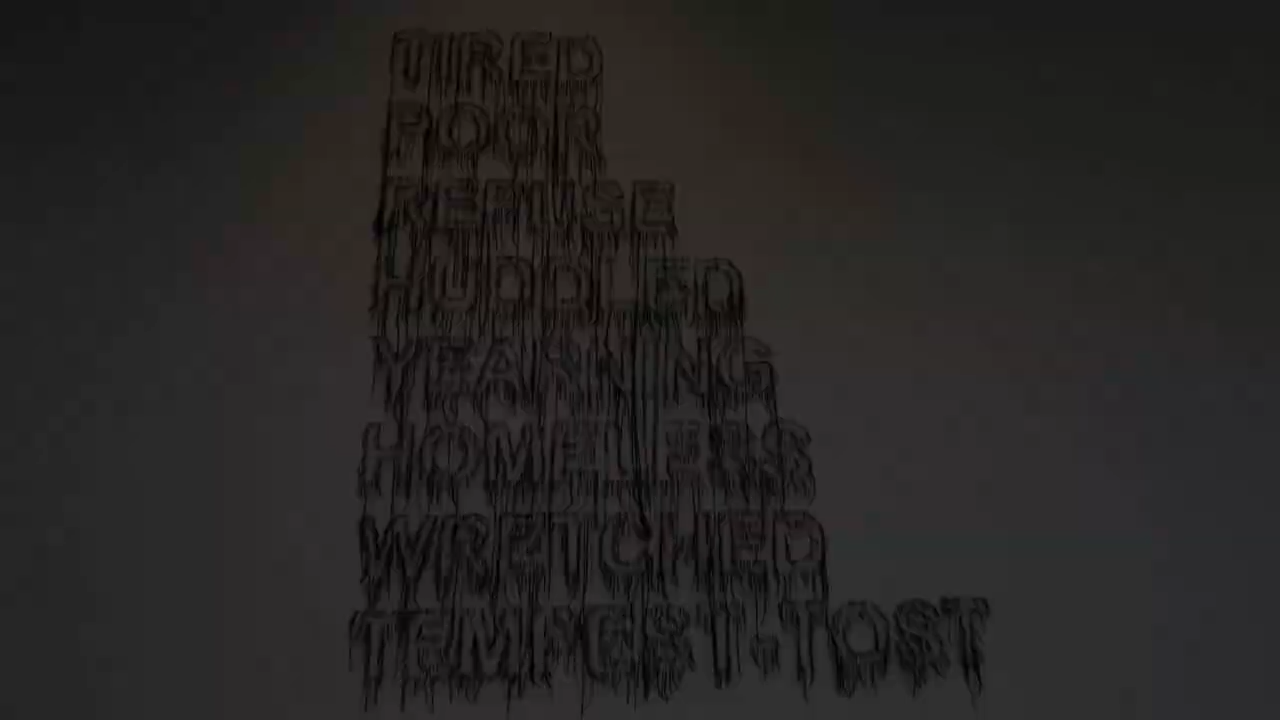 TIRED
POOR
REFUSE
HUDDLED
YEARNING
HOMELESS
WRETCHED
TEMPEST-TOST